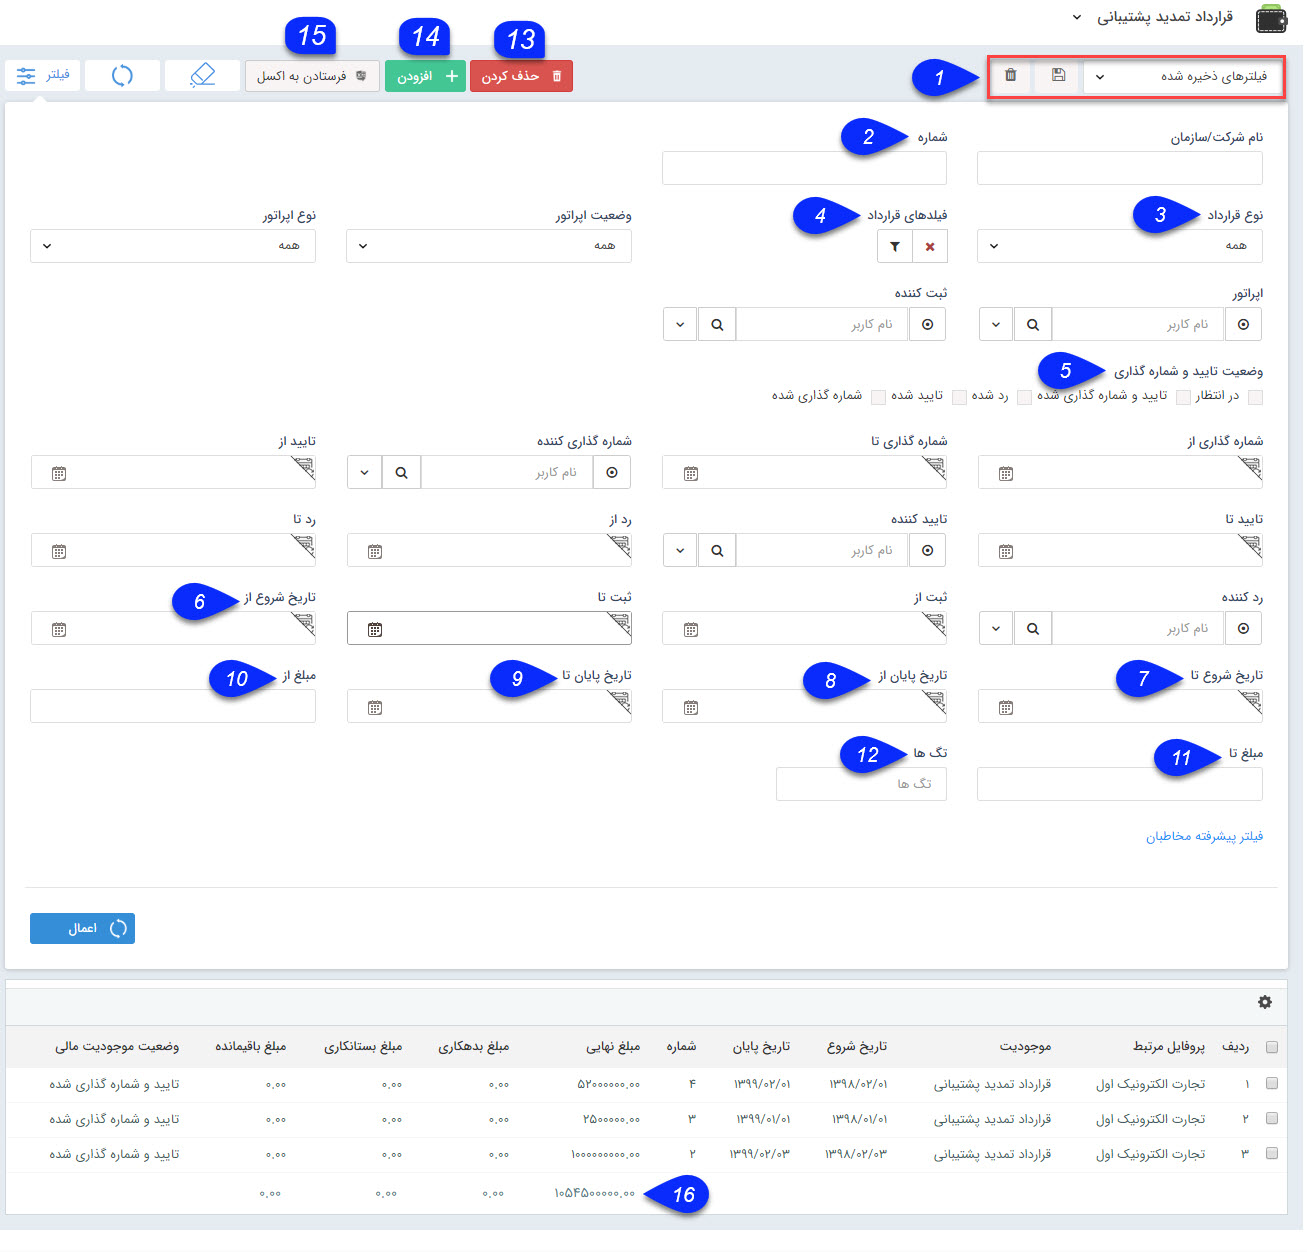 قرارداد تمدید پشتیبانی
15
14
13
فیلترهای ذخیره شده
1
حذف کردن
افزودن
فرستادن به اکسل
فیلتر
نام شرکت/سازمان
2
شماره
نوع قرارداد
3
فیلدهای قرارداد
4
وضعیت اپراتور
نوع اپراتور
همه
همه
همه
اپراتور
ثبت کننده
نام کاربر
نام کاربر
وضعیت تایید و شماره گذاری
5
در انتظار
تایید و شماره گذاری شده
رد شده
تایید شده
شماره گذاری شده
شماره گذاری از
شماره گذاری تا
شماره گذاری کننده
تایید از
نام کاربر
تایید تا
تایید کننده
رد از
رد تا
نام کاربر
رد کننده
ثبت از
ثبت تا
تاریخ شروع از
6
نام کاربر
تاریخ شروع تا
7
تاریخ پایان از
8
تاریخ پایان تا
9
مبلغ از
10
مبلغ تا
11
تگ ها
12
تگ ها
فیلتر پیشرفته مخاطبان
اعمال
ردیف پروفایل مرتبط موجودیت تاریخ شروع تاریخ پایان شماره مبلغ نهایی مبلغ بدهکاری مبلغ بستانکاری مبلغ باقیمانده وضعیت موجودیت مالی
۱ تجارت الکترونیک اول قرارداد تمدید پشتیبانی ۱۳۹۸/۰۲/۰۱ ۱۳۹۹/۰۲/۰۱ ۴ ۵۲۰۰۰۰۰۰.۰۰ ۰.۰۰ ۰.۰۰ ۰.۰۰ تایید و شماره گذاری شده
۲ تجارت الکترونیک اول قرارداد تمدید پشتیبانی ۱۳۹۸/۰۱/۰۱ ۱۳۹۹/۰۱/۰۱ ۳ ۲۵۰۰۰۰۰.۰۰ ۰.۰۰ ۰.۰۰ ۰.۰۰ تایید و شماره گذاری شده
۳ تجارت الکترونیک اول قرارداد تمدید پشتیبانی ۱۳۹۸/۰۲/۰۳ ۱۳۹۹/۰۲/۰۳ ۲ ۱۰۰۰۰۰۰۰۰۰.۰۰ ۰.۰۰ ۰.۰۰ ۰.۰۰ تایید و شماره گذاری شده
16 ۱۰۵۴۵۰۰۰۰۰.۰۰ ۰.۰۰ ۰.۰۰ ۰.۰۰